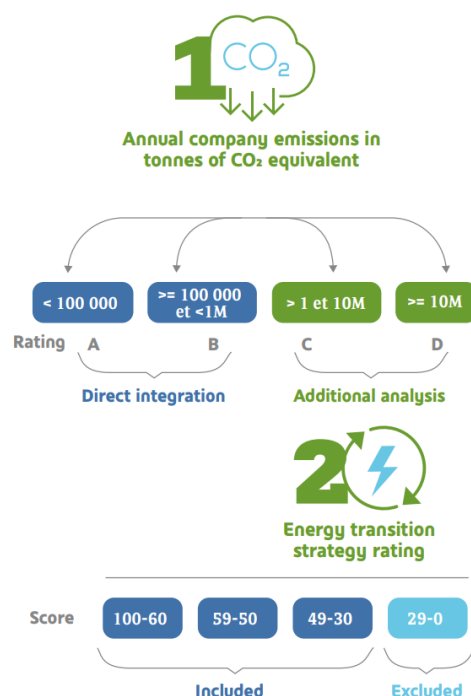 1 CO₂
Annual company emissions in
tonnes of CO₂ equivalent
< 100 000
>= 100 000
et <1M
> 1 et 10M
>= 10M
Rating A B C D
Direct integration Additional analysis
2
Energy transition
strategy rating
Score 100-60 59-50 49-30 29-0
Included Excluded